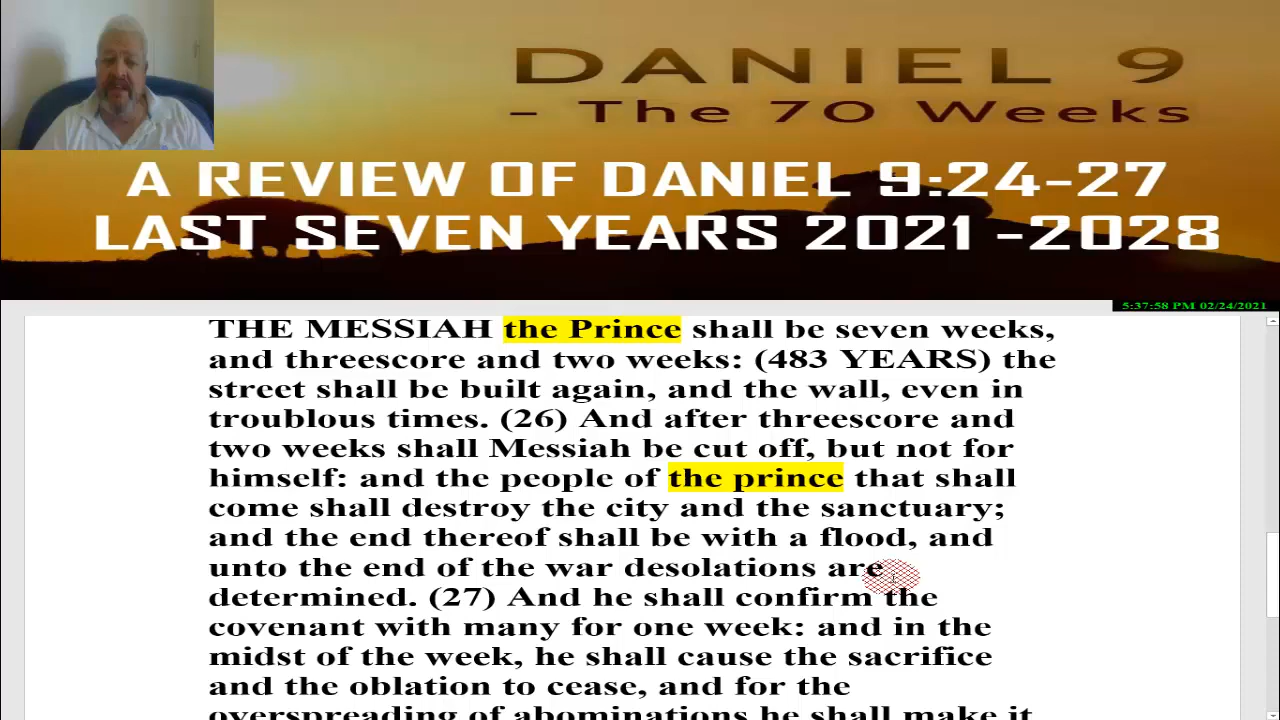 DANIEL 9
- The 70 Weeks
A REVIEW OF DANIEL 9:24-27
LAST SEVEN YEARS 2021 -2028
5:37:58 PM 02/24/2021
THE MESSIAH the Prince shall be seven weeks,
and threescore and two weeks: (483 YEARS) the
street shall be built again, and the wall, even in
troublous times. (26) And after threescore and
two weeks shall Messiah be cut off, but not for
himself: and the people of the prince that shall
come shall destroy the city and the sanctuary;
and the end thereof shall be with a flood, and
unto the end of the war desolations are
determined. (27) And he shall confirm the
covenant with many for one week: and in the
midst of the week, he shall cause the sacrifice
and the oblation to cease, and for the
overspreading of abominations he shall make it